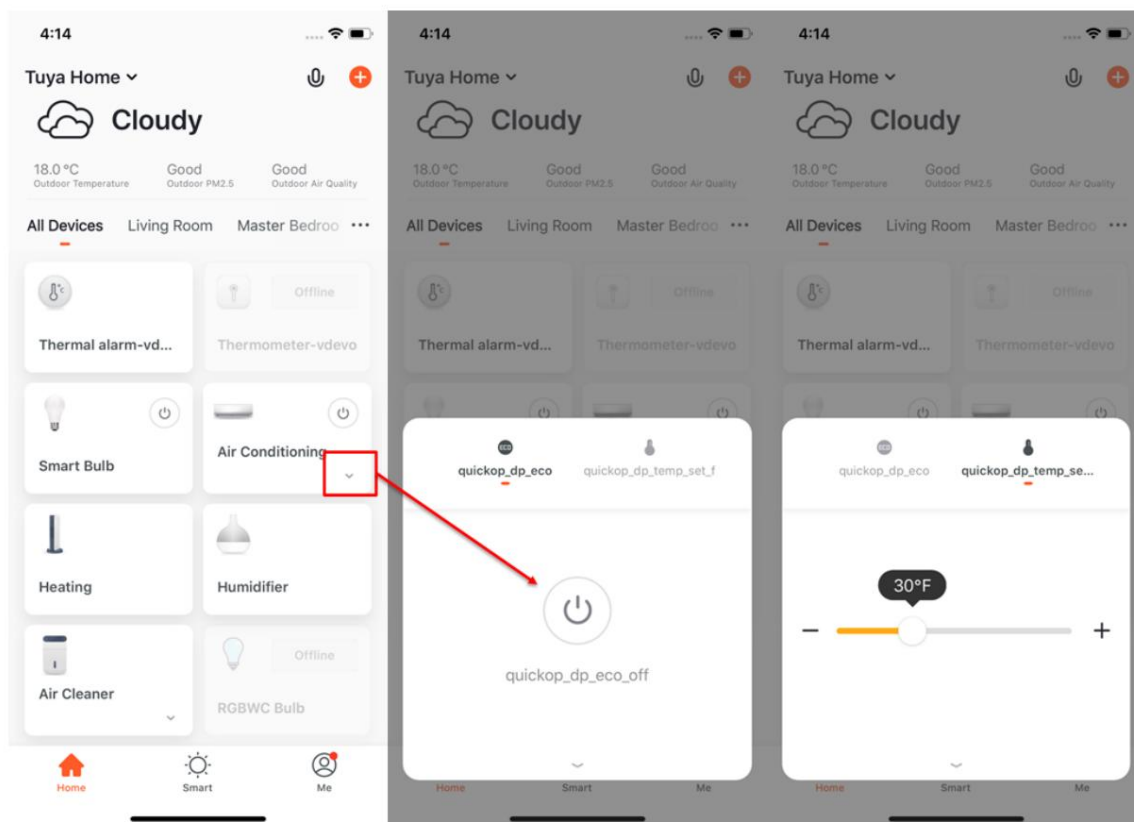 4:14
Tuya Home
Cloudy
18.0 °C Good Good
Outdoor Temperature Outdoor PM2.5 Outdoor Air Quality
All Devices Living Room Master Bedroo ...
Thermal alarm-vd...
Offline
Thermometer-vdevo
Smart Bulb
Air Conditioning
Heating
Humidifier
Air Cleaner
Offline
RGBWC Bulb
Home Smart Me
4:14
Tuya Home
Cloudy
18.0 °C Good Good
Outdoor Temperature Outdoor PM2.5 Outdoor Air Quality
All Devices Living Room Master Bedroo ...
Thermal alarm-vd...
Offline
Thermometer-vdevo
ECO
quickop_dp_eco quickop_dp_temp_set_f
quickop_dp_eco_off
Home Smart Me
4:14
Tuya Home
Cloudy
18.0 °C Good Good
Outdoor Temperature Outdoor PM2.5 Outdoor Air Quality
All Devices Living Room Master Bedroo ...
Thermal alarm-vd...
Offline
Thermometer-vdevo
ECO
quickop_dp_eco quickop_dp_temp_se...
30°F
Home Smart Me